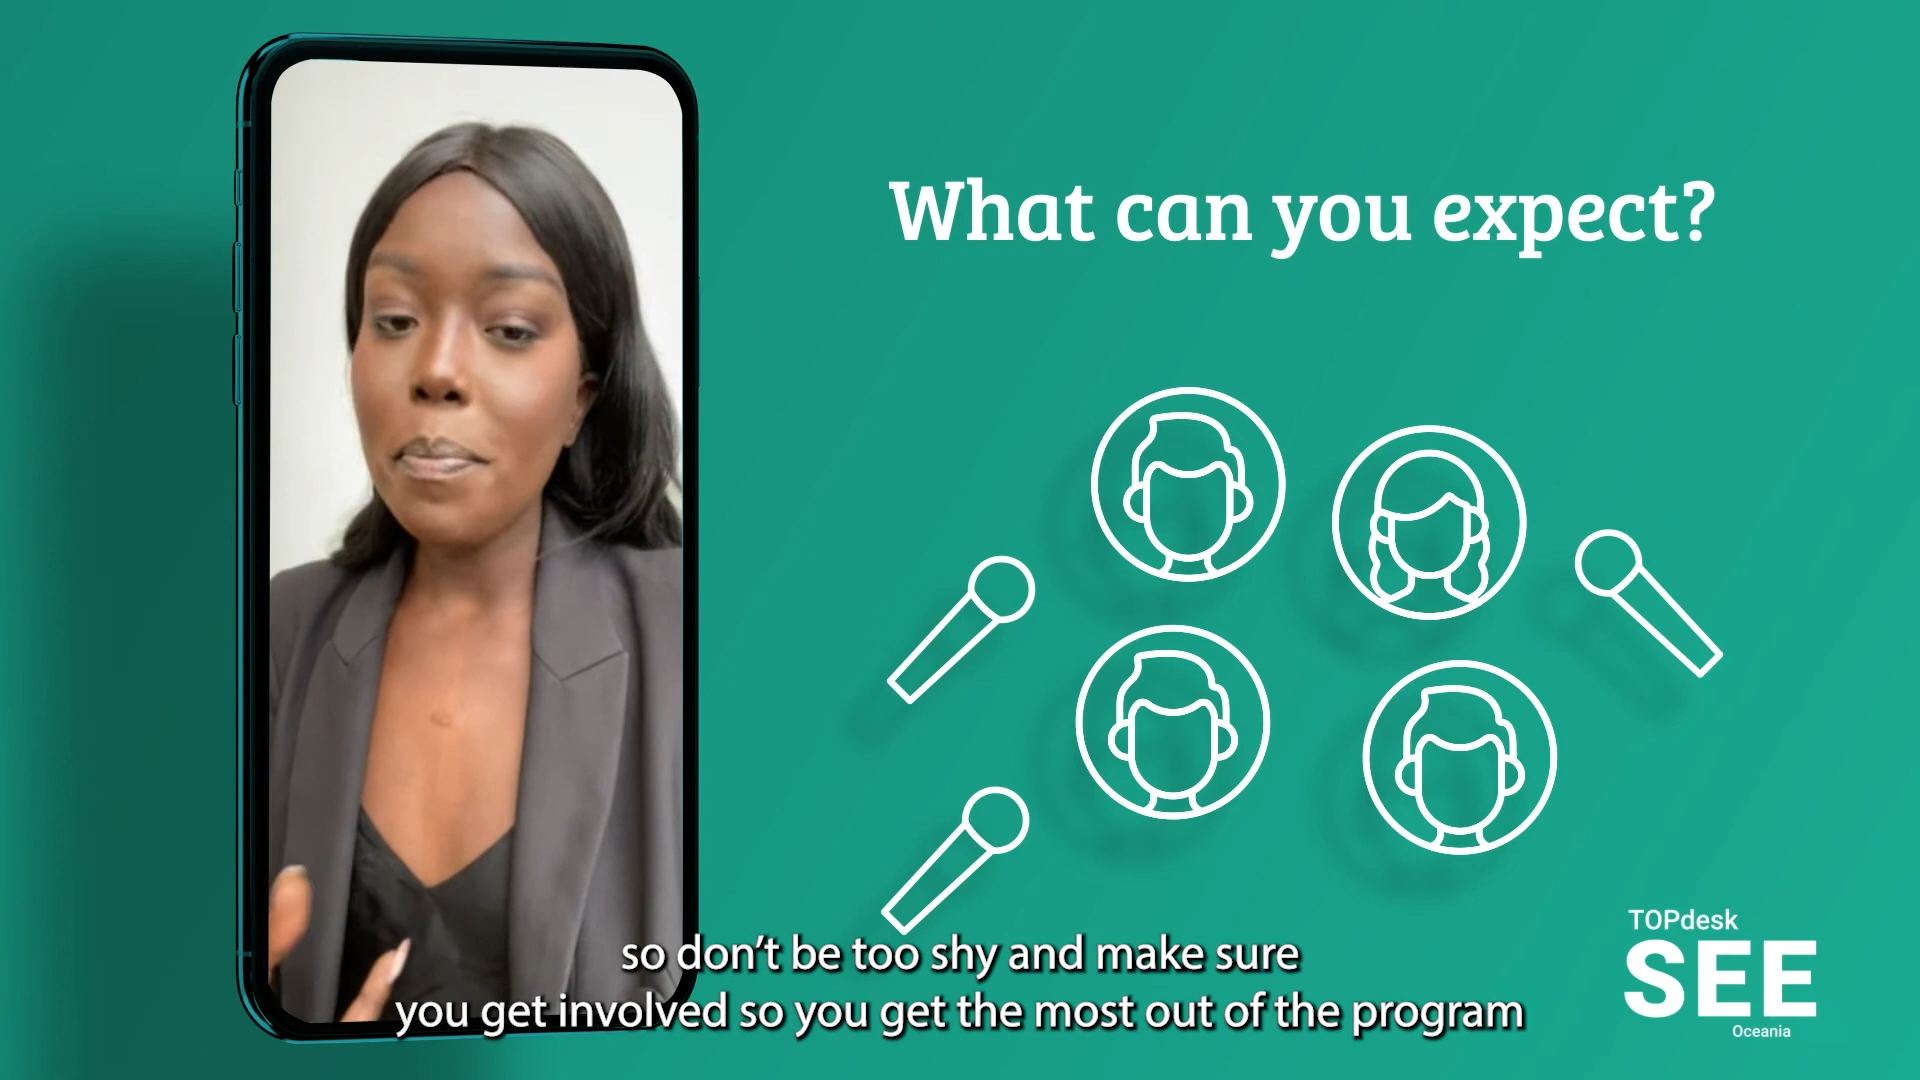 What can you expect?
so don't be too shy and make sure
you get involved so you get the most out of the program
TOPdesk
SEE
Oceania